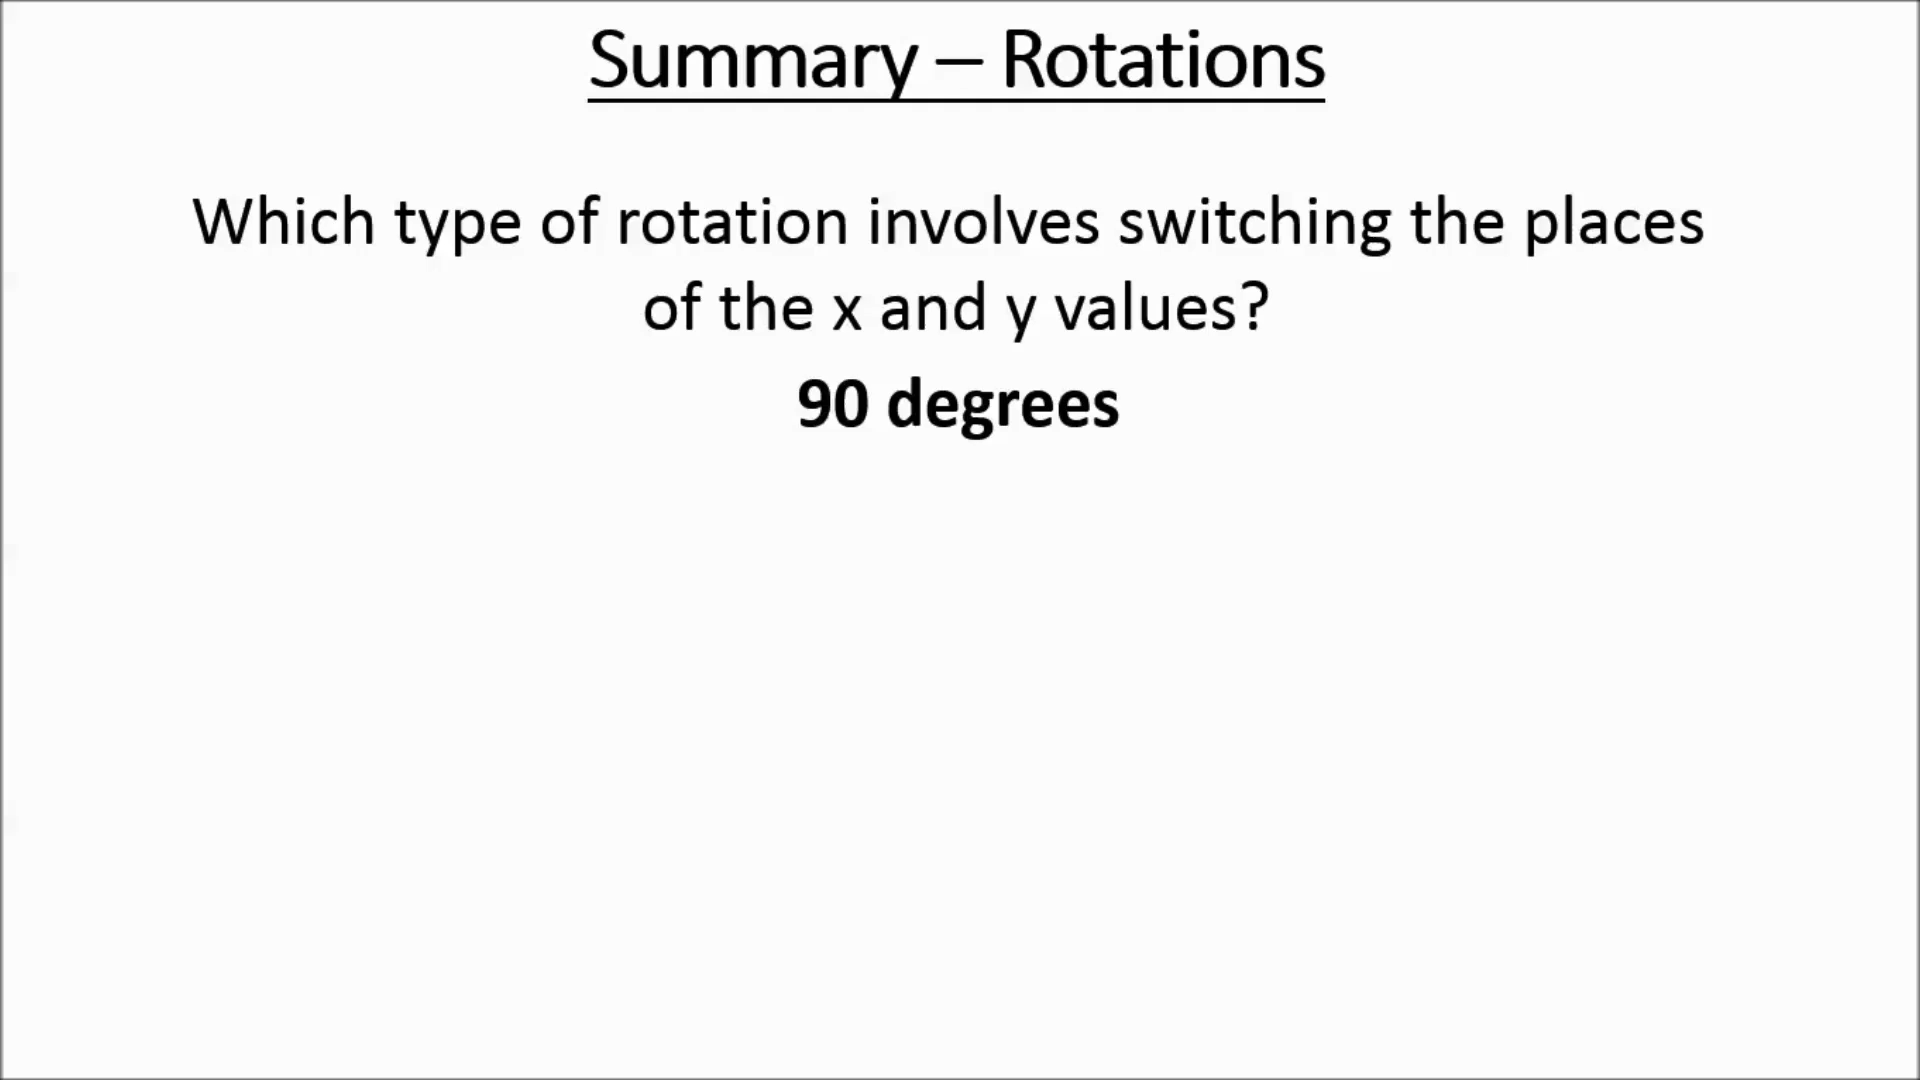 Summary – Rotations
Which type of rotation involves switching the places
of the x and y values?
90 degrees